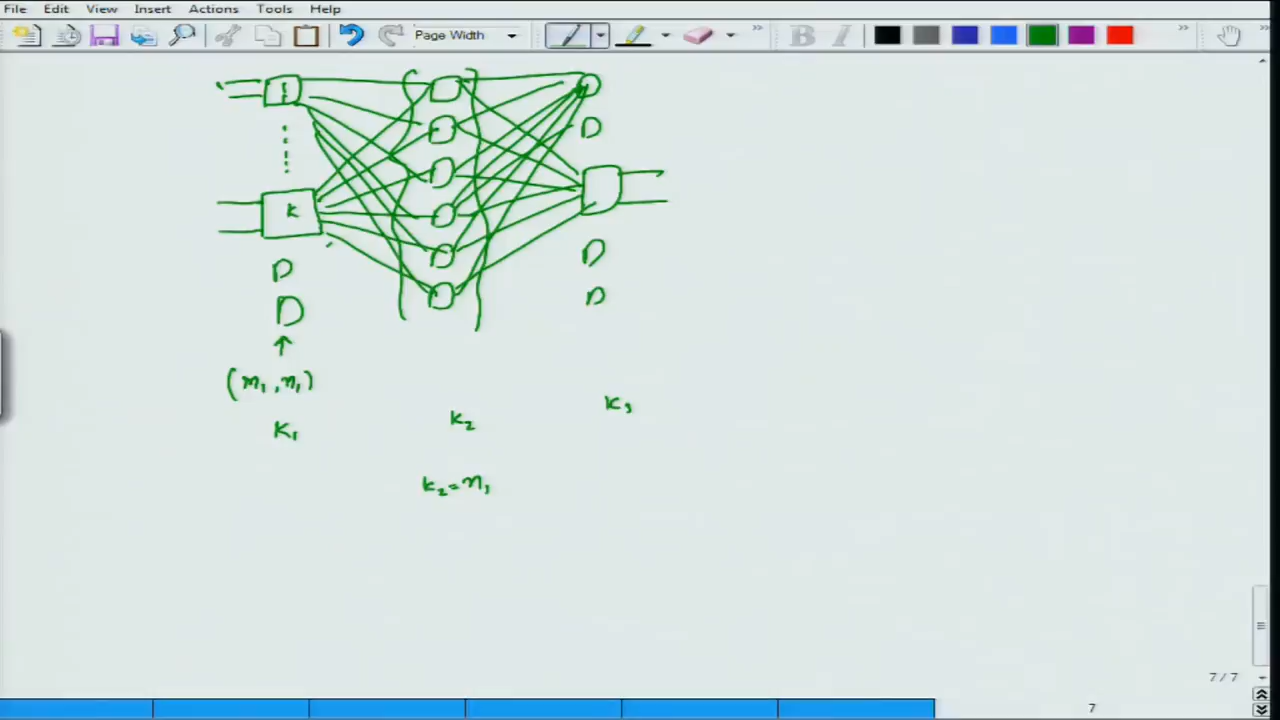 File Edit View Insert Actions Tools Help
Page Width
1
k
(m₁, n₁)
K₁
K₂
K₃
K₂ = n₁
7 / 7
7